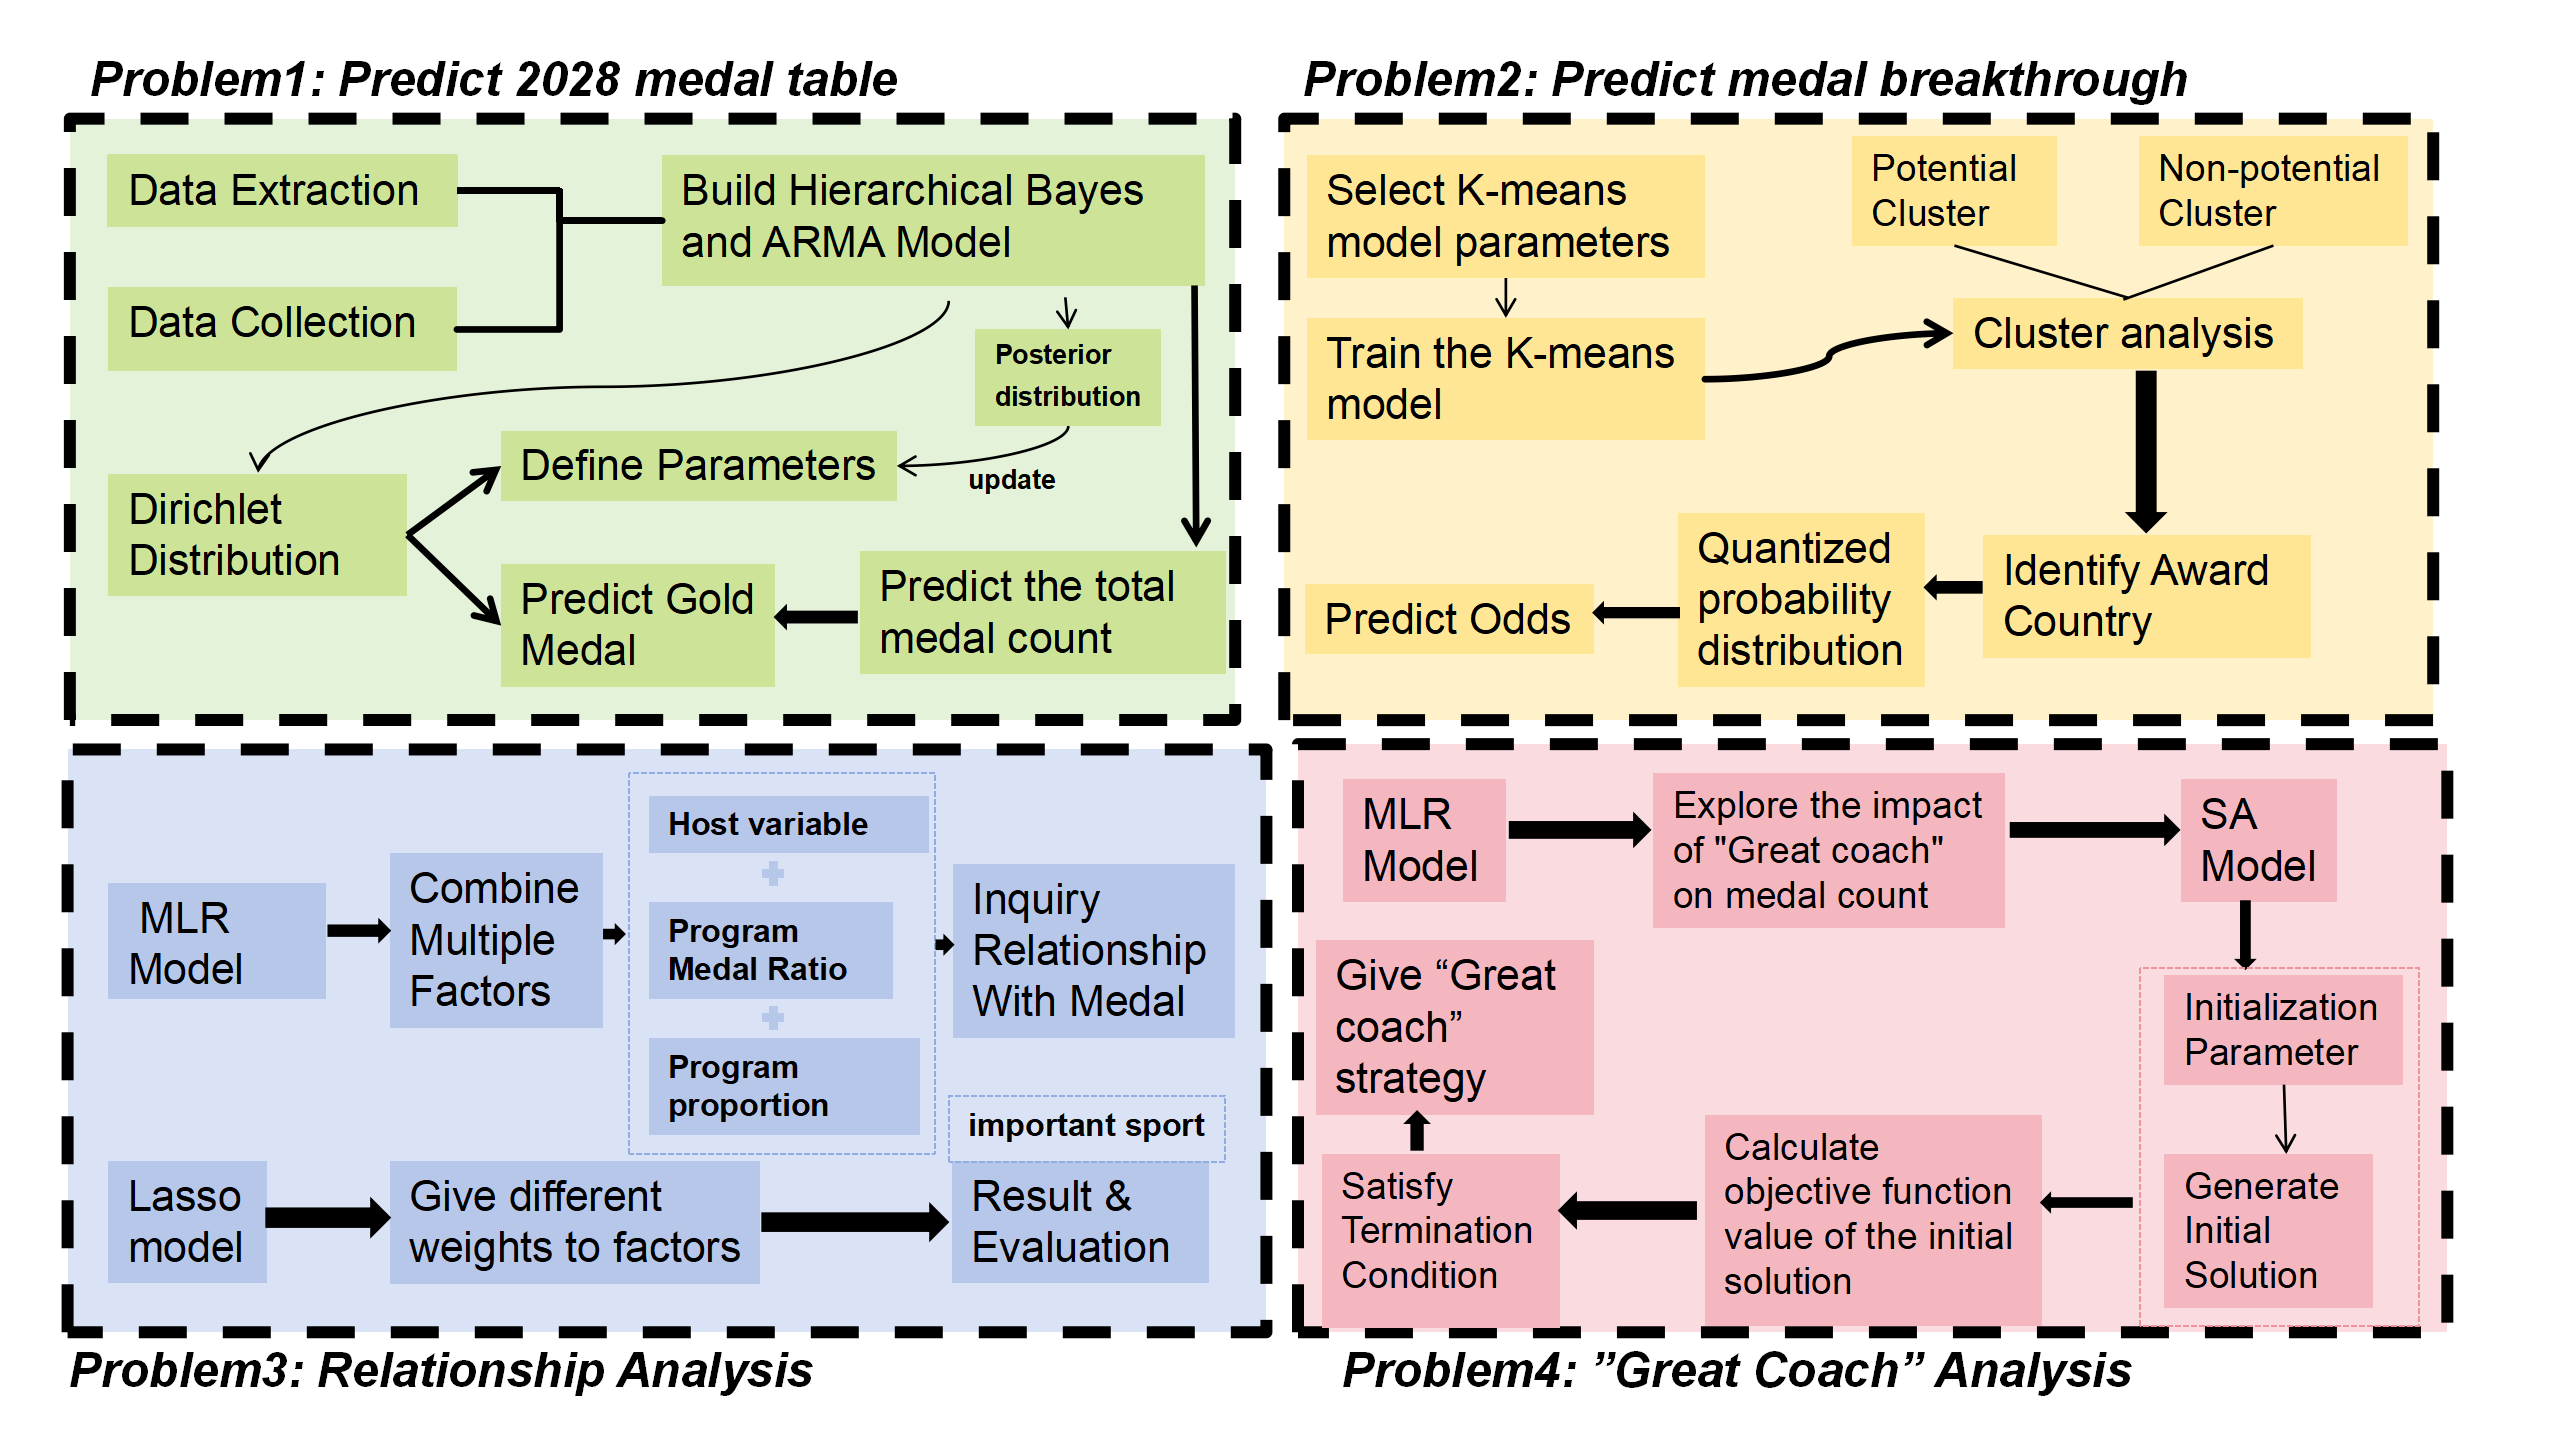 Problem1: Predict 2028 medal table
Data Extraction
Data Collection
Build Hierarchical Bayes
and ARMA Model
Posterior
distribution
update
Define Parameters
Dirichlet
Distribution
Predict Gold
Medal
Predict the total
medal count
Problem2: Predict medal breakthrough
Select K-means
model parameters
Train the K-means
model
Potential
Cluster
Non-potential
Cluster
Cluster analysis
Identify Award
Country
Quantized
probability
distribution
Predict Odds
MLR
Model
Combine
Multiple
Factors
Host variable
+
Program
Medal Ratio
+
Program
proportion
Inquiry
Relationship
With Medal
important sport
Lasso
model
Give different
weights to factors
Result &
Evaluation
Problem3: Relationship Analysis
MLR
Model
Explore the impact
of "Great coach"
on medal count
SA
Model
Initialization
Parameter
Generate
Initial
Solution
Calculate
objective function
value of the initial
solution
Satisfy
Termination
Condition
Give “Great
coach”
strategy
Problem4: ”Great Coach” Analysis